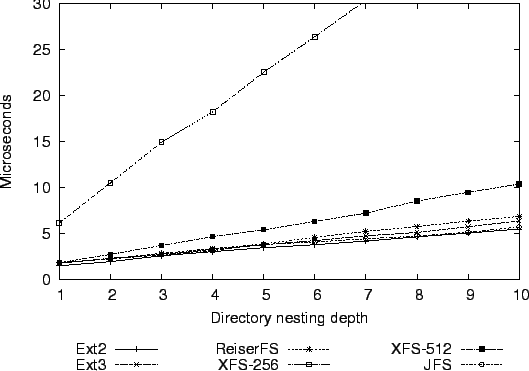 30
25
20
15
10
5
0
Microseconds
1 2 3 4 5 6 7 8 9 10
Directory nesting depth
Ext2 ReiserFS XFS-512
Ext3 XFS-256 JFS